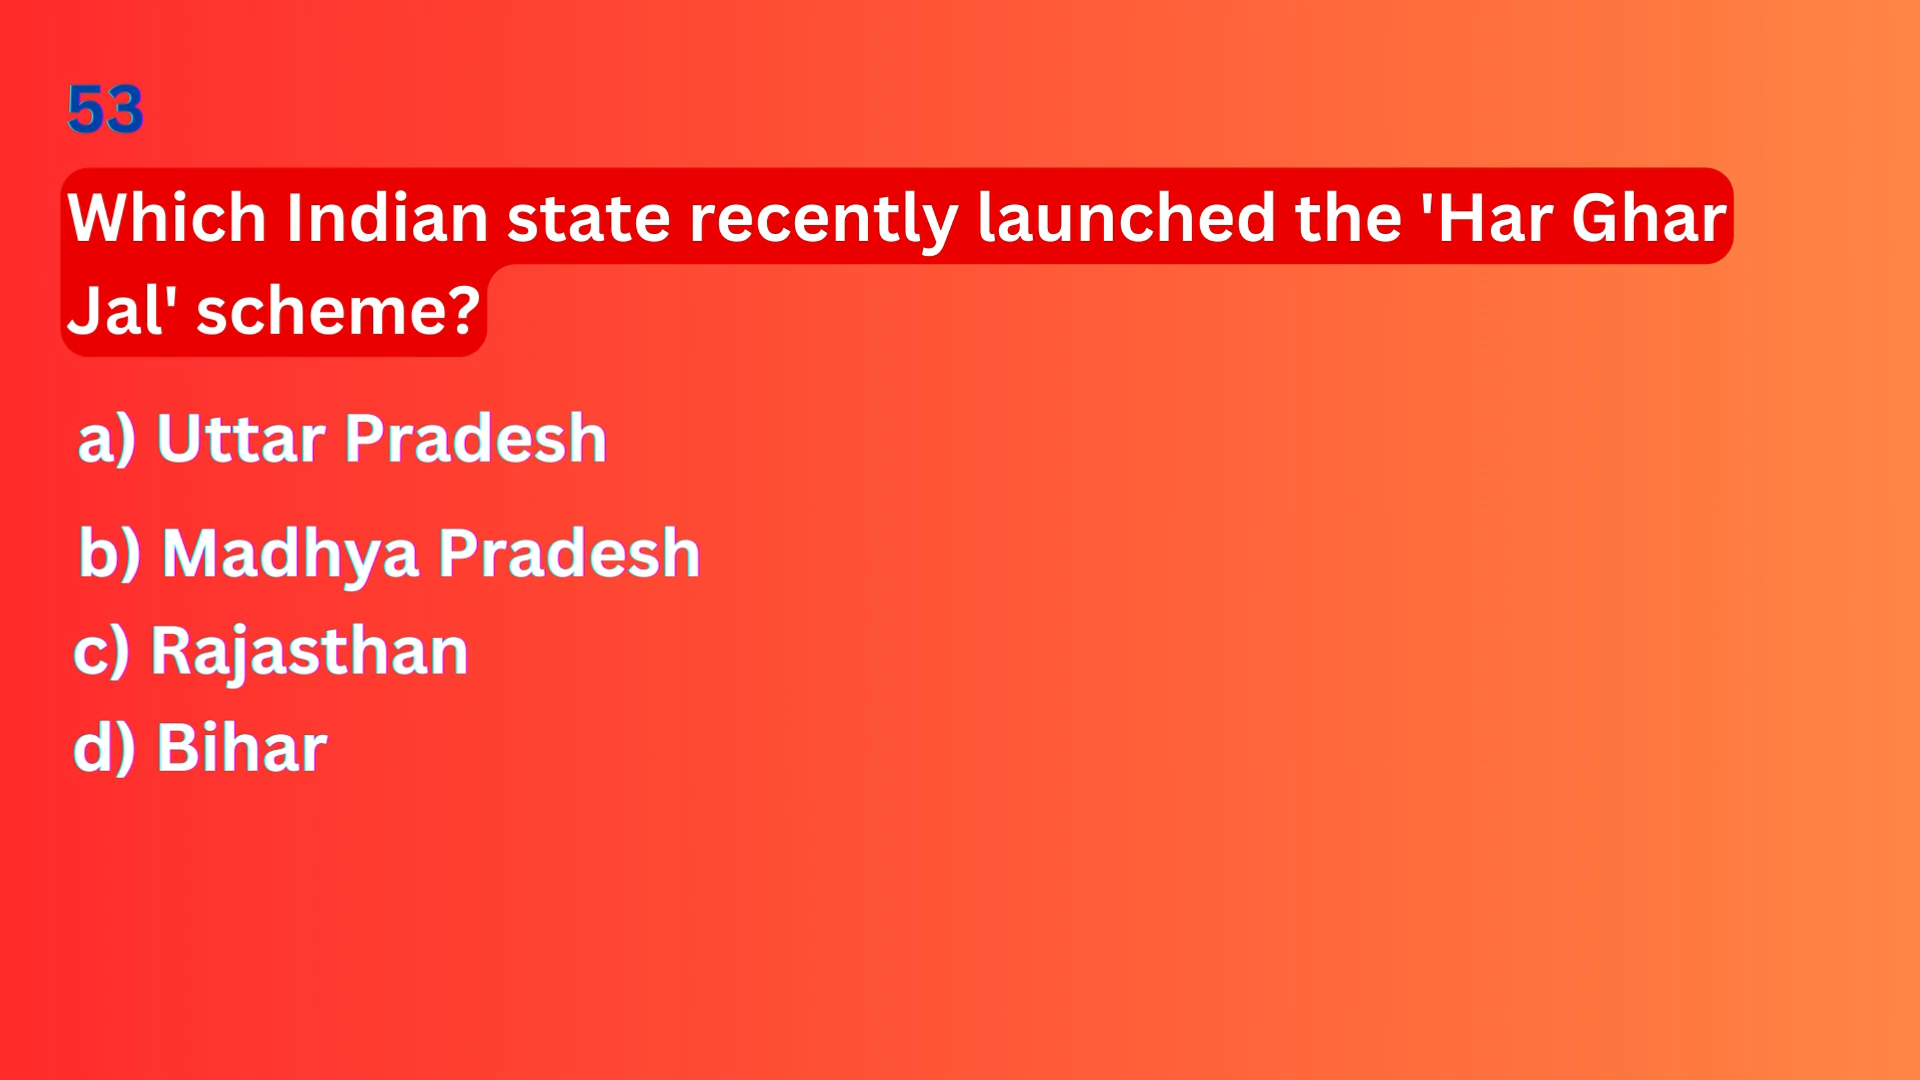 53
Which Indian state recently launched the 'Har Ghar
Jal' scheme?
a) Uttar Pradesh
b) Madhya Pradesh
c) Rajasthan
d) Bihar